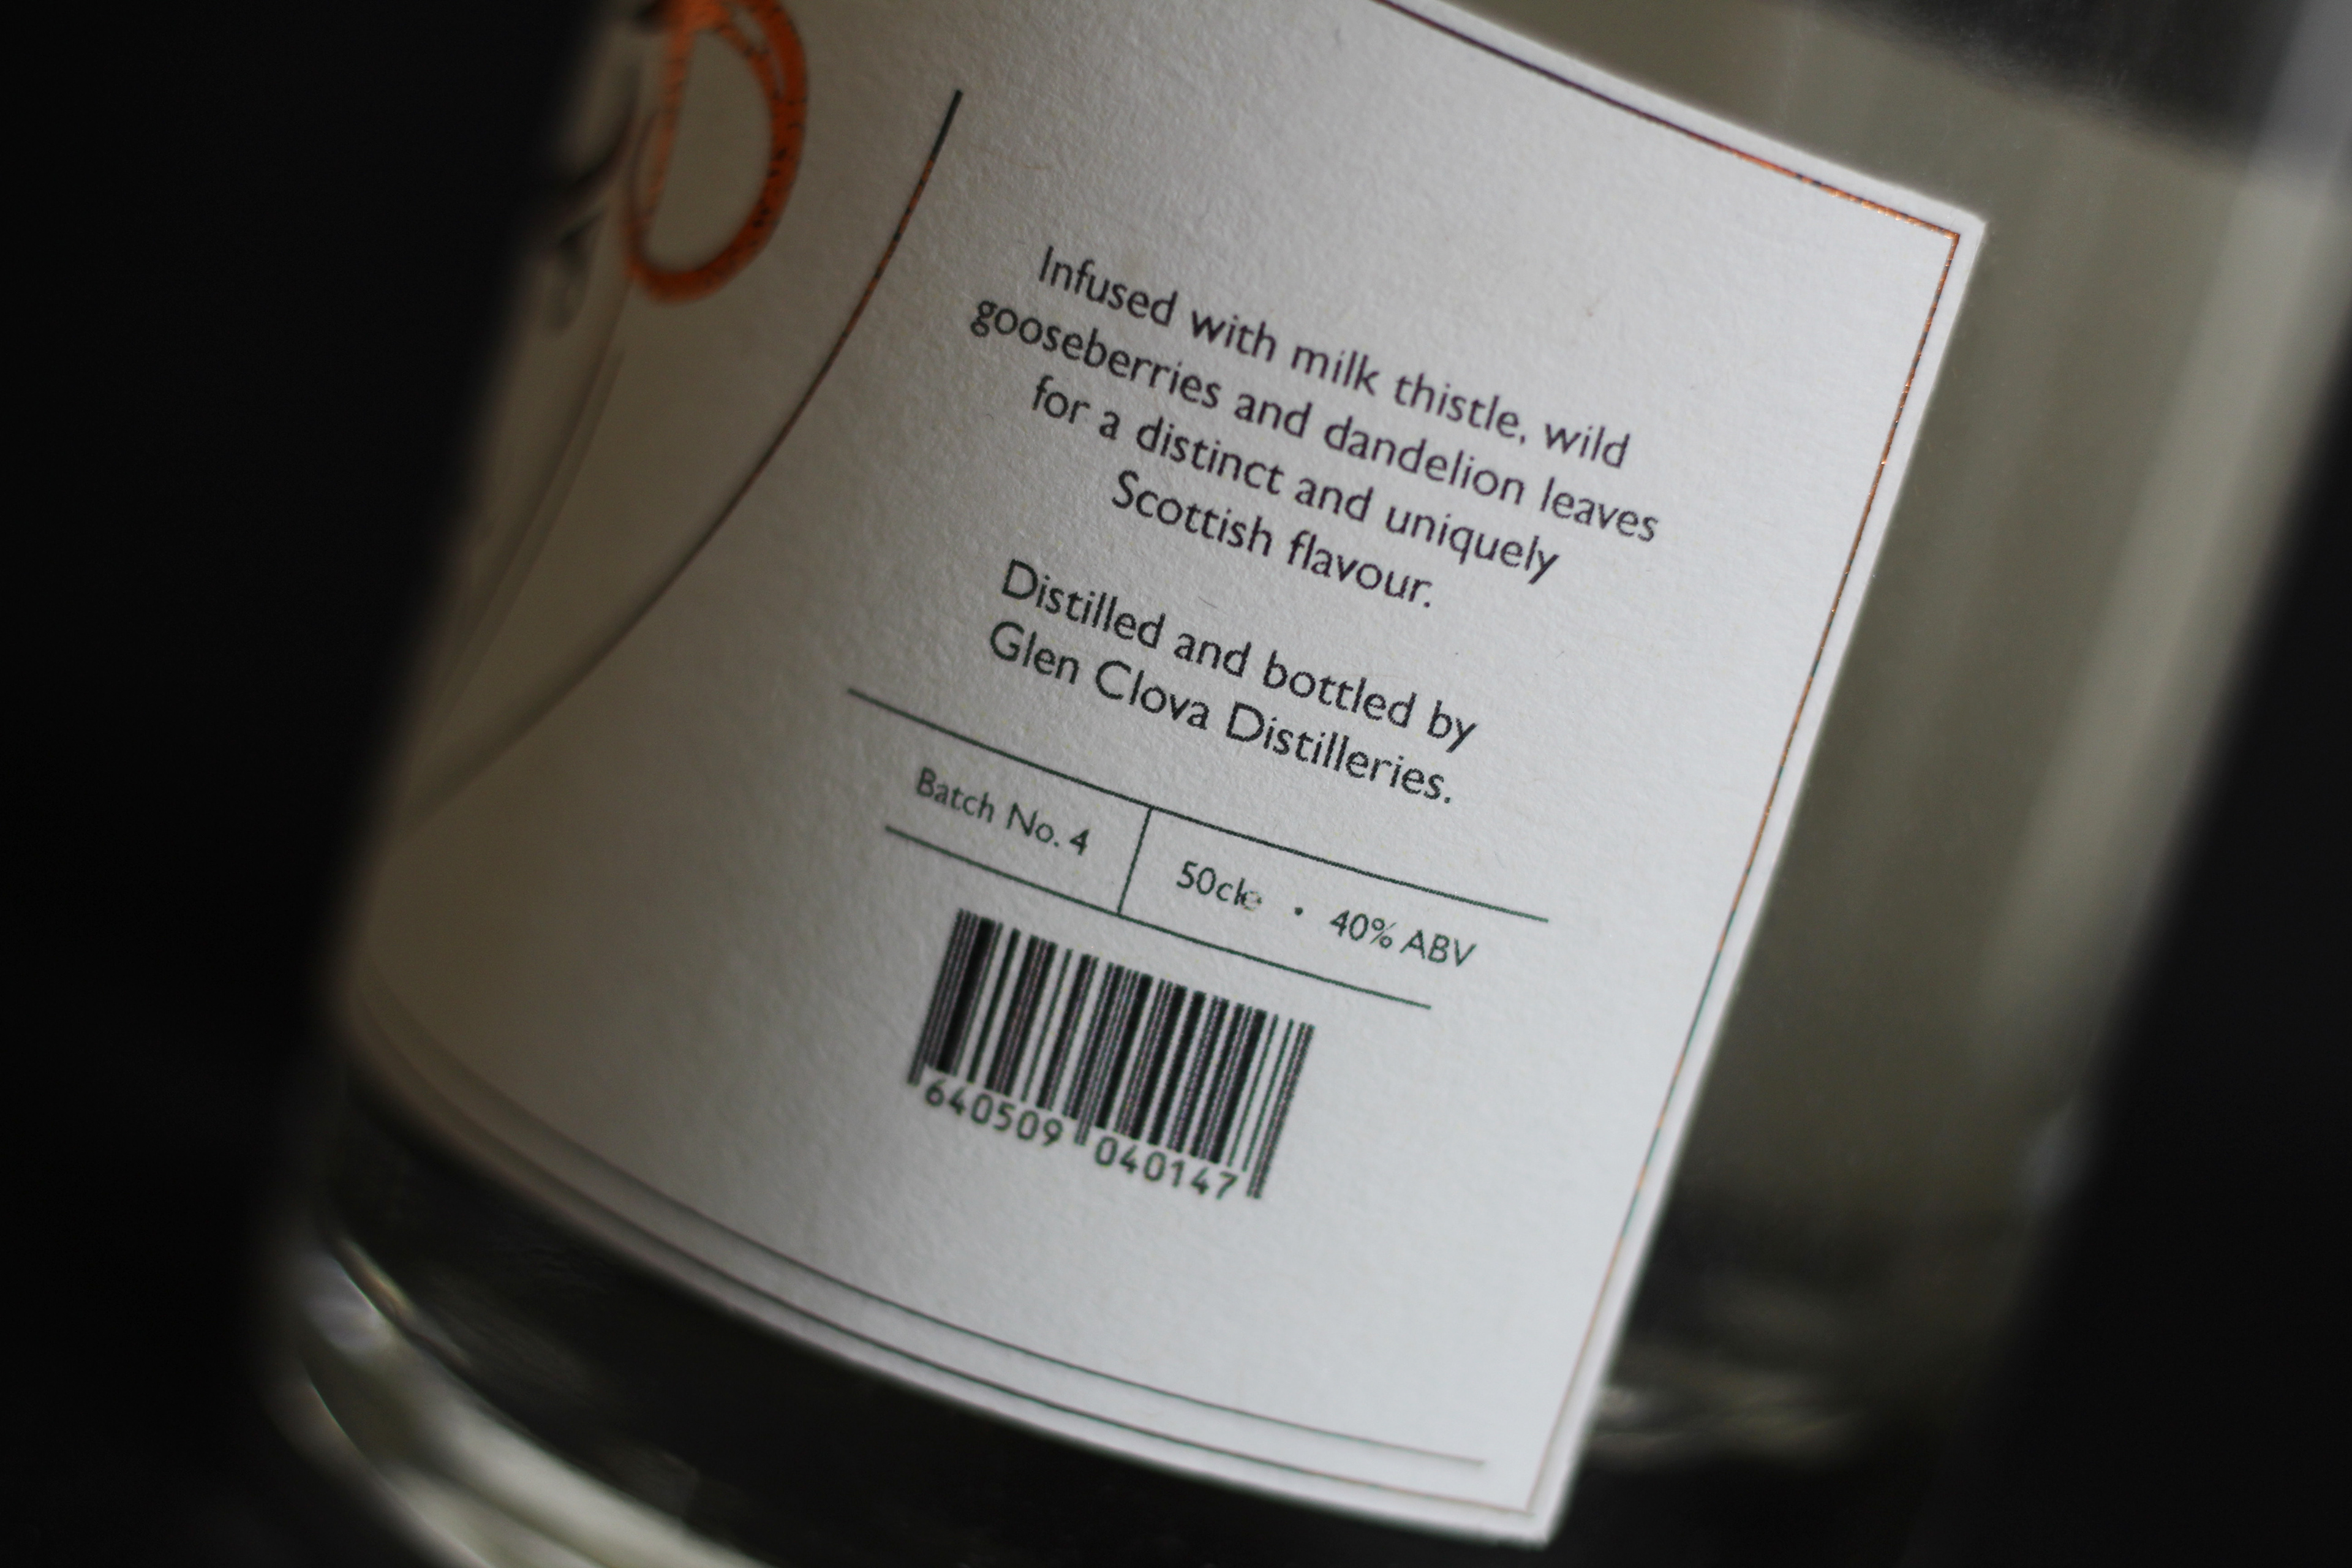 Infused with milk thistle, wild
gooseberries and dandelion leaves
for a distinct and uniquely
Scottish flavour.
Distilled and bottled by
Glen Clova Distilleries.
Batch No. 4
50cle • 40% ABV
640509 040147